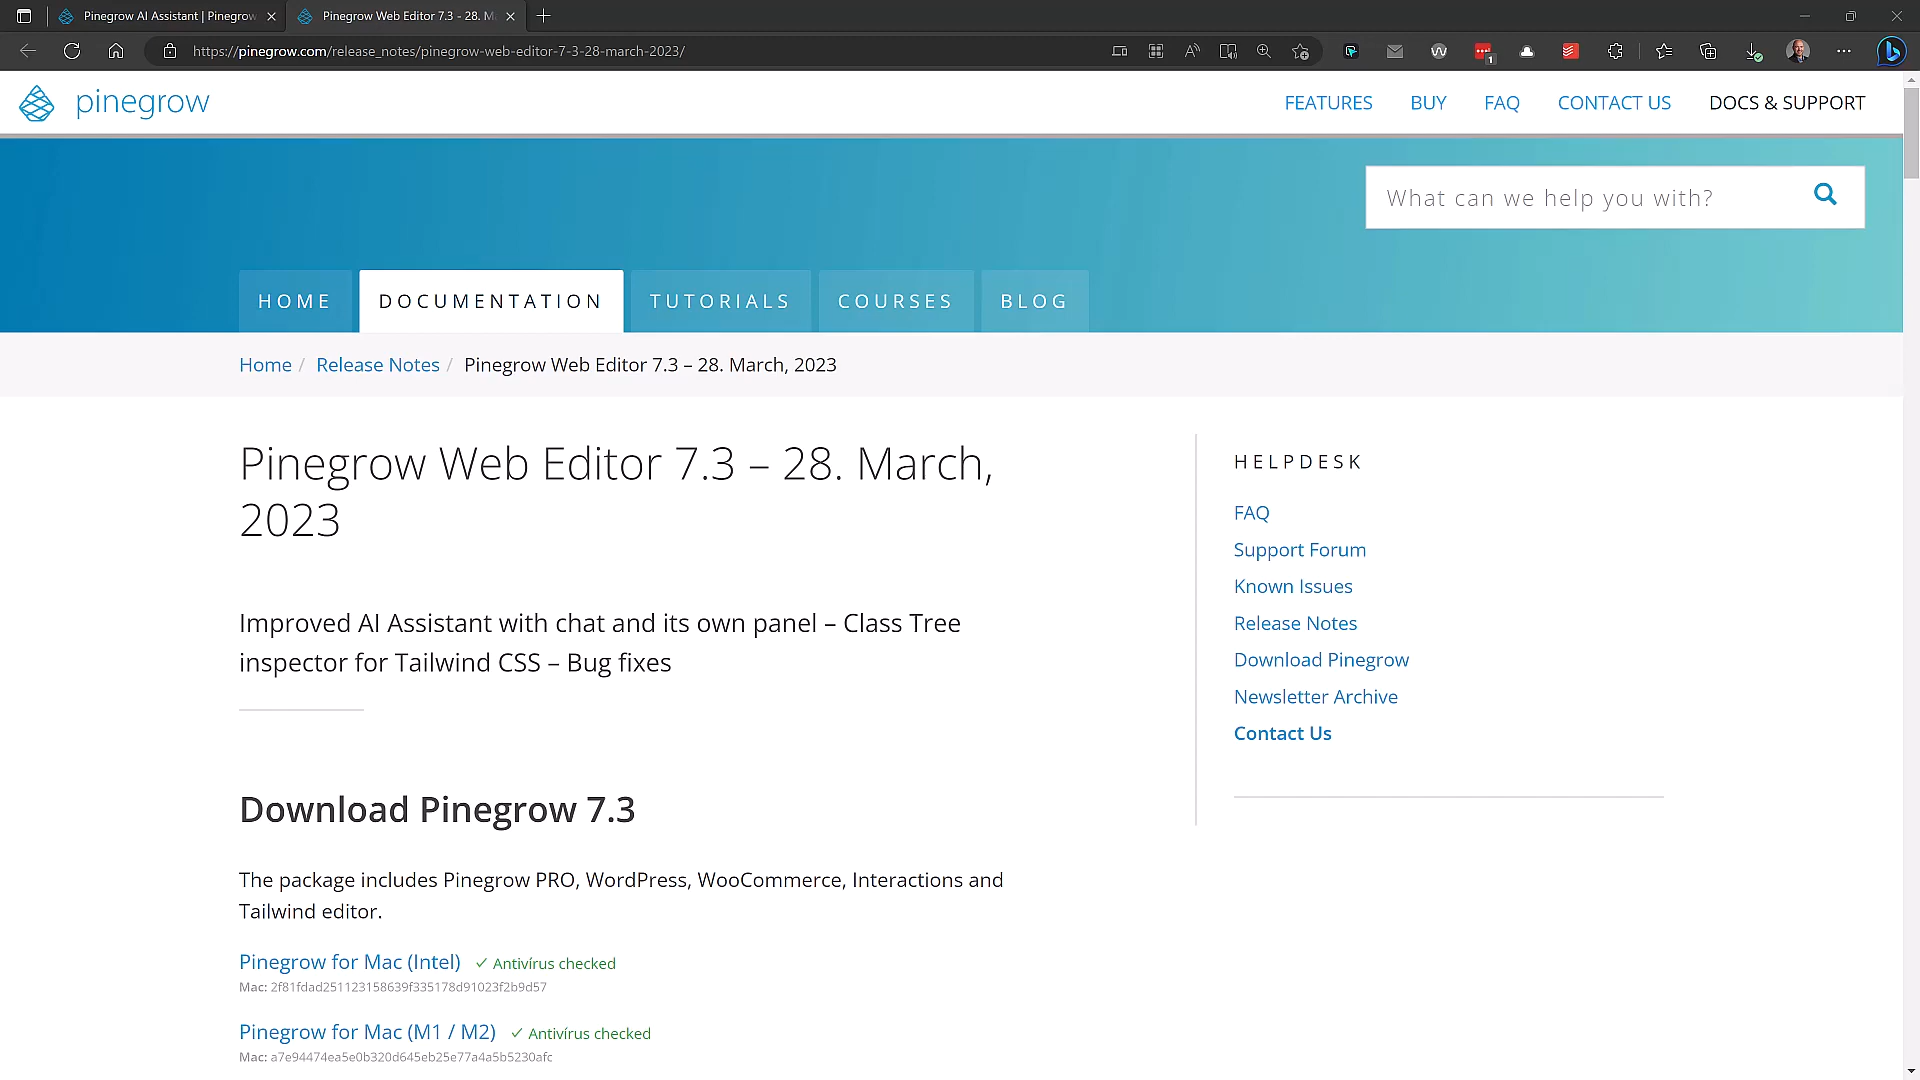 Pinegrow AI Assistant | Pinegrow
Pinegrow Web Editor 7.3 - 28. M
https://pinegrow.com/release_notes/pinegrow-web-editor-7-3-28-march-2023/
1
pinegrow
FEATURES
BUY
FAQ
CONTACT US
DOCS & SUPPORT
What can we help you with?
HOME
DOCUMENTATION
TUTORIALS
COURSES
BLOG
Home / Release Notes / Pinegrow Web Editor 7.3 – 28. March, 2023
Pinegrow Web Editor 7.3 – 28. March,
2023
Improved AI Assistant with chat and its own panel – Class Tree
inspector for Tailwind CSS – Bug fixes
Download Pinegrow 7.3
The package includes Pinegrow PRO, WordPress, WooCommerce, Interactions and
Tailwind editor.
Pinegrow for Mac (Intel) ✓ Antivírus checked
Mac: 2f81fdad251123158639f335178d91023f2b9d57
Pinegrow for Mac (M1 / M2) ✓ Antivírus checked
Mac: a7e94474ea5e0b320d645eb25e77a4a5b5230afc
HELPDESK
FAQ
Support Forum
Known Issues
Release Notes
Download Pinegrow
Newsletter Archive
Contact Us